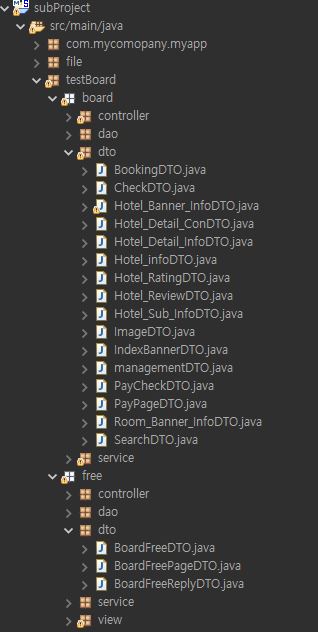 subProject
src/main/java
com.mycomopany.myapp
file
testBoard
board
controller
dao
dto
BookingDTO.java
CheckDTO.java
Hotel_Banner_InfoDTO.java
Hotel_Detail_ConDTO.java
Hotel_Detail_InfoDTO.java
Hotel_infoDTO.java
Hotel_RatingDTO.java
Hotel_ReviewDTO.java
Hotel_Sub_InfoDTO.java
ImageDTO.java
IndexBannerDTO.java
managementDTO.java
PayCheckDTO.java
PayPageDTO.java
Room_Banner_InfoDTO.java
SearchDTO.java
service
free
controller
dao
dto
BoardFreeDTO.java
BoardFreePageDTO.java
BoardFreeReplyDTO.java
service
view